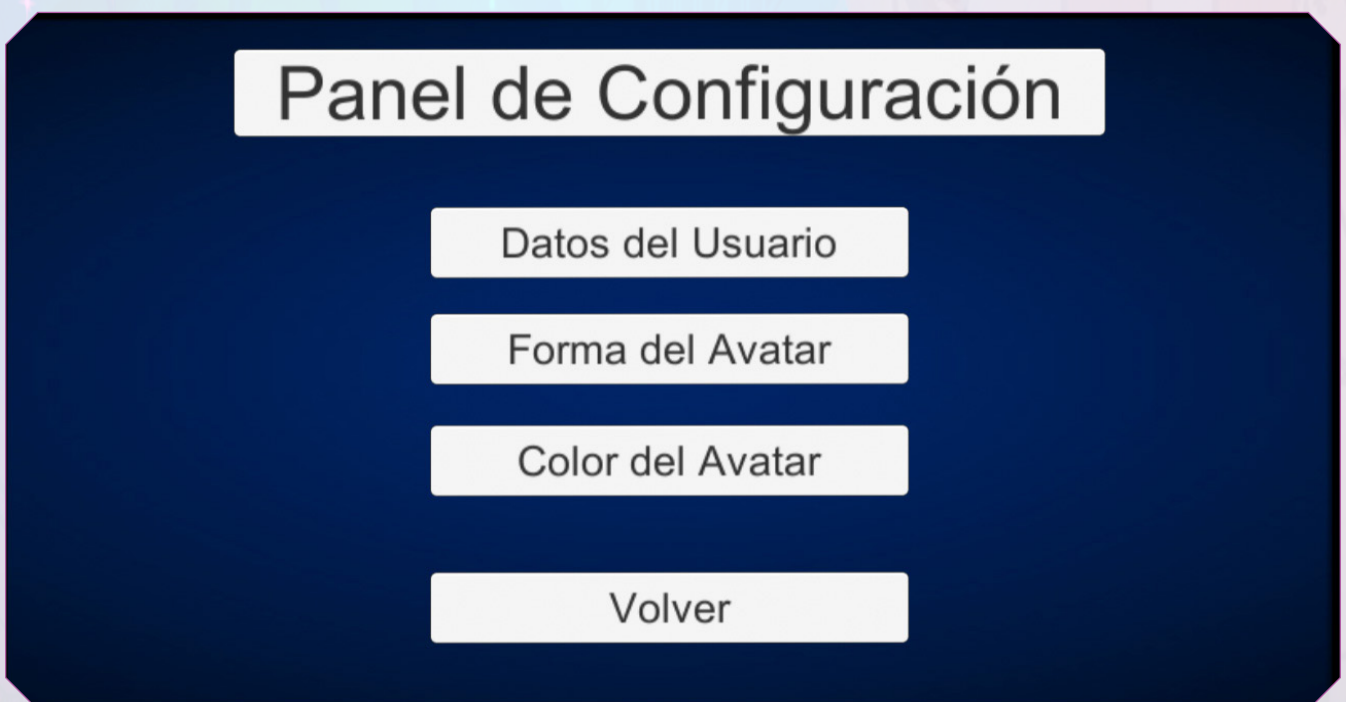 Panel de Configuración
Datos del Usuario
Forma del Avatar
Color del Avatar
Volver